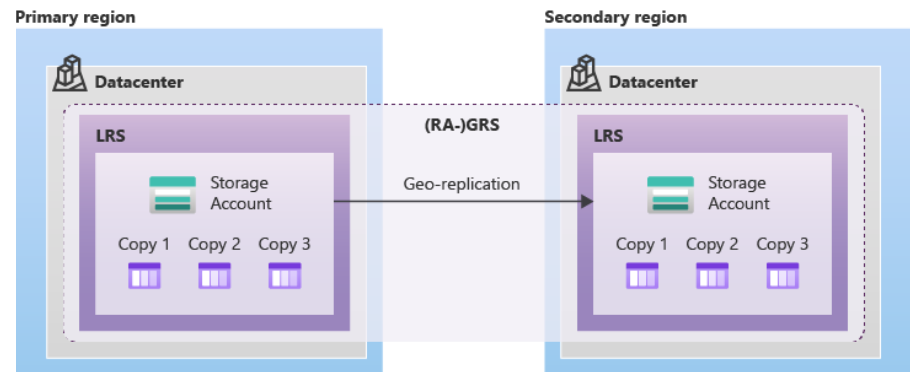 Primary region
Secondary region
Datacenter
Datacenter
(RA-)GRS
LRS
LRS
Geo-replication
Storage
Account
Storage
Account
Copy 1 Copy 2 Copy 3
Copy 1 Copy 2 Copy 3